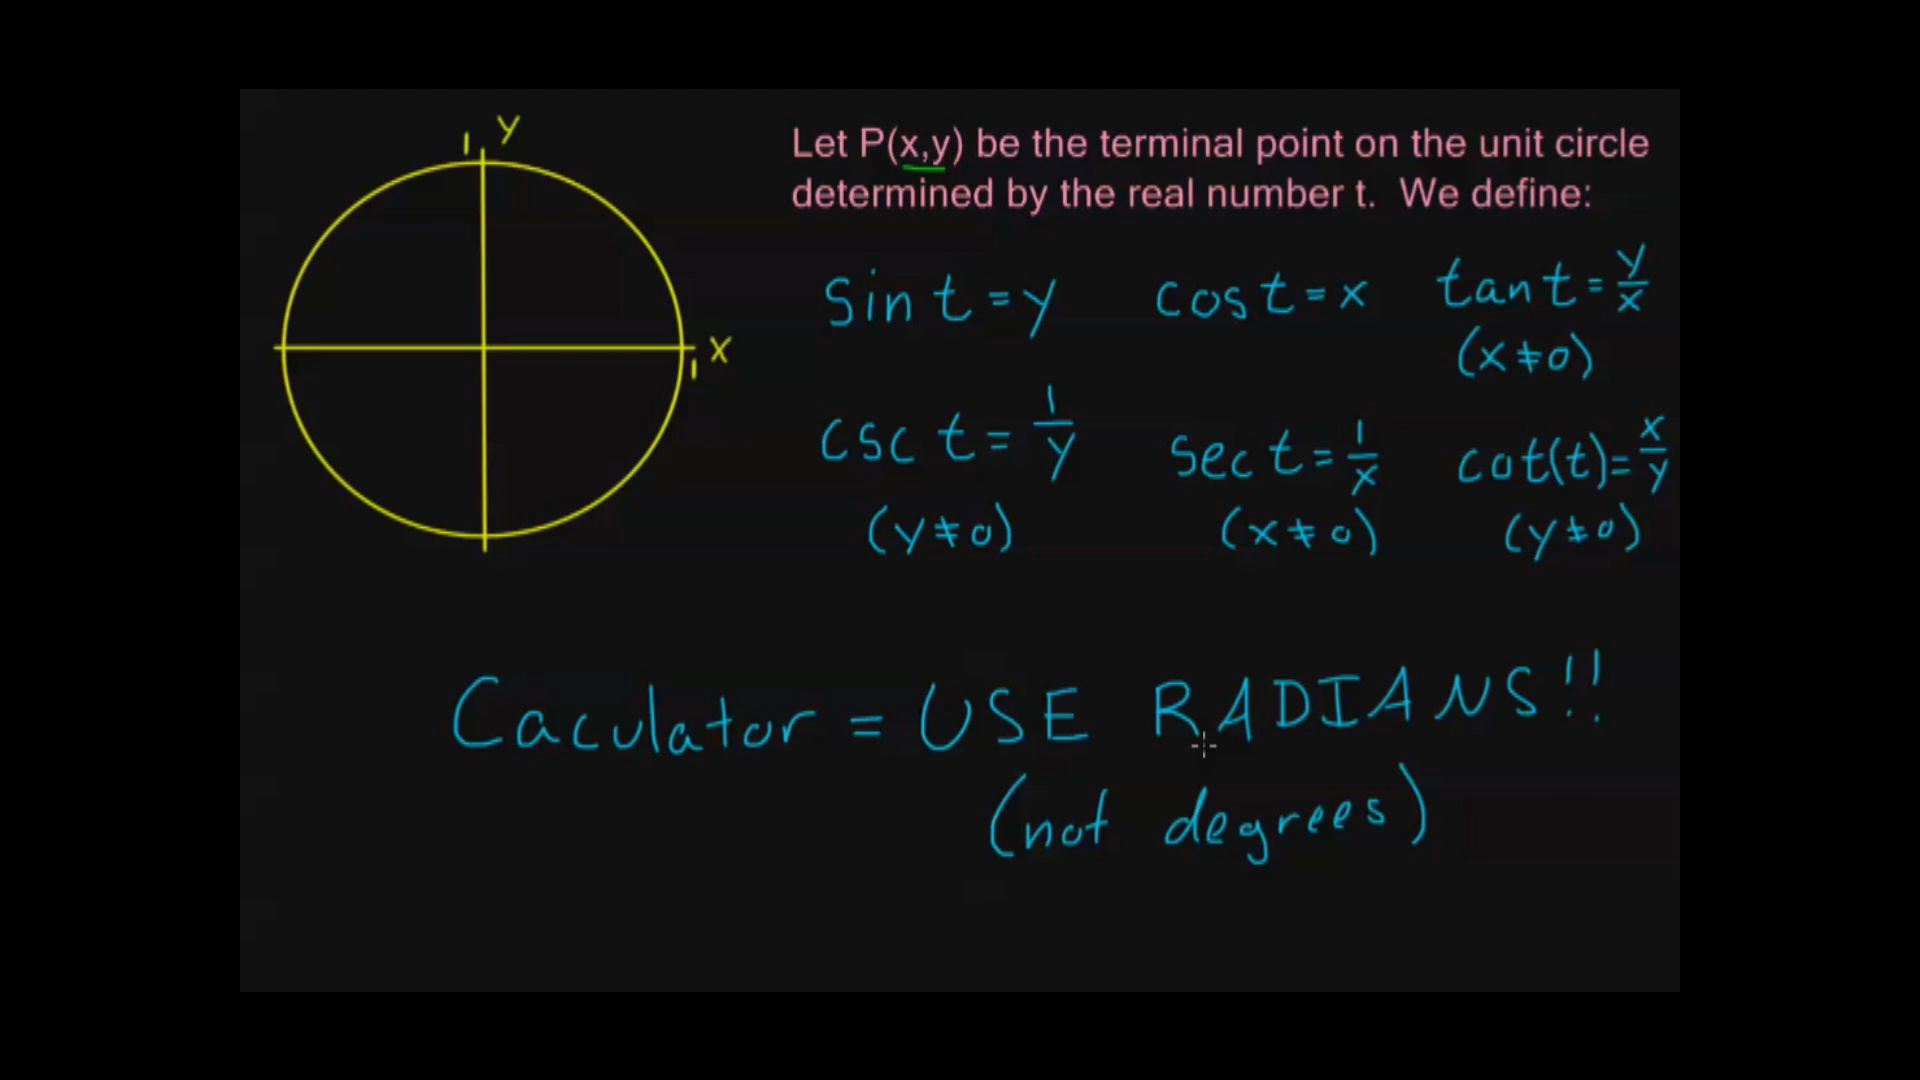 1 y
x
1
Let P(x,y) be the terminal point on the unit circle
determined by the real number t. We define:
sin t = y cos t = x tan t = y/x
(x ≠ 0)
csc t = 1/y sec t = 1/x cot(t) = x/y
(y ≠ 0) (x ≠ 0) (y ≠ 0)
Caculator = USE RADIANS!!
(not degrees)